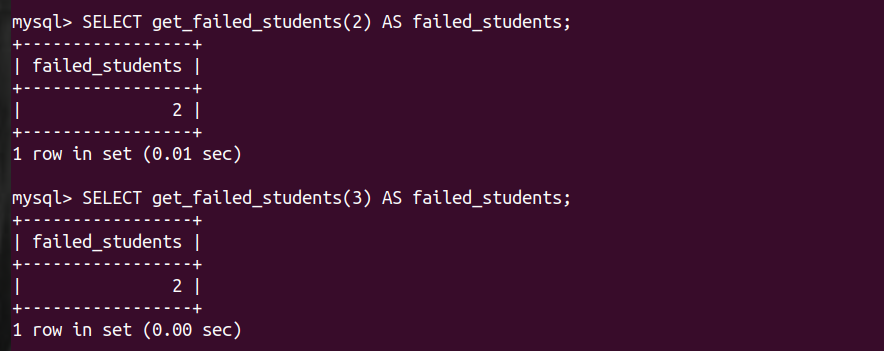 mysql> SELECT get_failed_students(2) AS failed_students;
+-----------------+
| failed_students |
+-----------------+
|               2 |
+-----------------+
1 row in set (0.01 sec)

mysql> SELECT get_failed_students(3) AS failed_students;
+-----------------+
| failed_students |
+-----------------+
|               2 |
+-----------------+
1 row in set (0.00 sec)